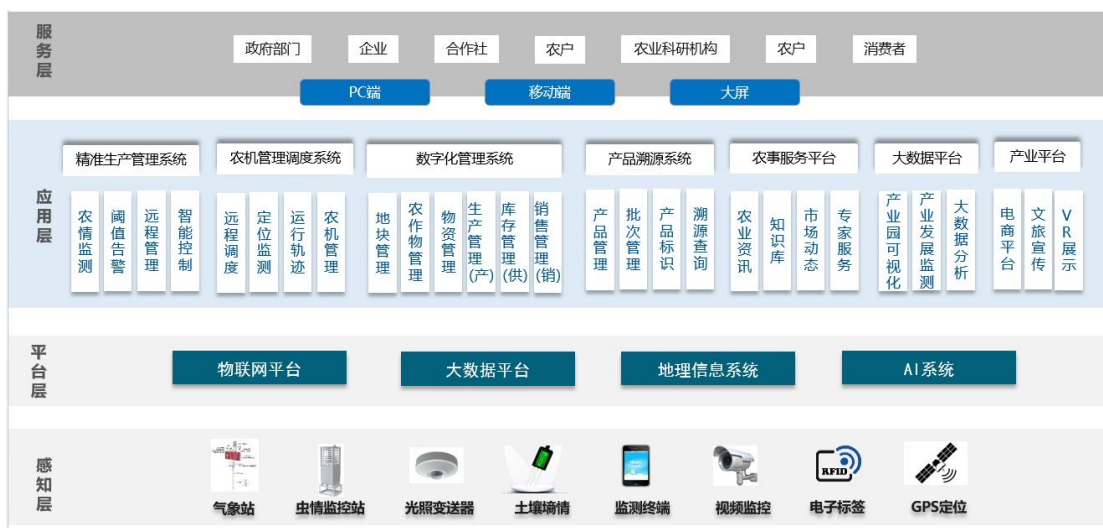 服务层
政府部门
企业
合作社
农户
农业科研机构
农户
消费者
PC端
移动端
大屏
应用层
精准生产管理系统
农情监测
阈值告警
远程管理
智能控制
农机管理调度系统
远程调度
定位监测
运行轨迹
农机管理
数字化管理系统
地块管理
农作物管理
物资管理
生产管理(产)
库存管理(供)
销售管理(销)
产品溯源系统
产品管理
批次管理
产品标识
溯源查询
农事服务平台
农业资讯
知识库
市场动态
专家服务
大数据平台
产业园可视化
产业发展监测
大数据分析
产业平台
电商平台
文旅宣传
VR展示
平台层
物联网平台
大数据平台
地理信息系统
AI系统
感知层
气象站
虫情监控站
光照变送器
土壤墒情
监测终端
视频监控
RFID
电子标签
GPS定位